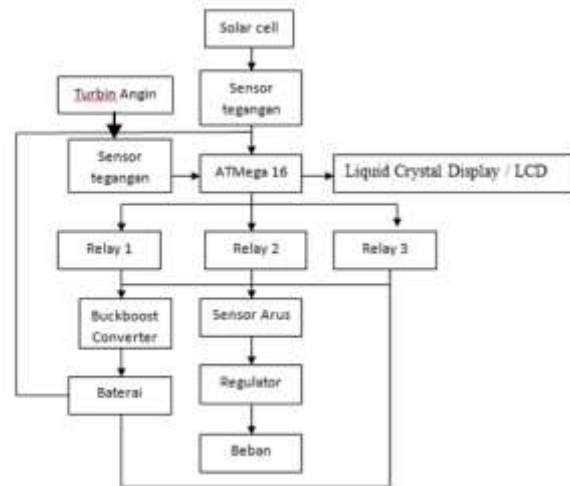 Solar cell
Turbin Angin
Sensor
tegangan
Sensor
tegangan
ATMega 16
Liquid Crystal Display / LCD
Relay 1
Relay 2
Relay 3
Buckboost
Converter
Sensor Arus
Baterai
Regulator
Beban